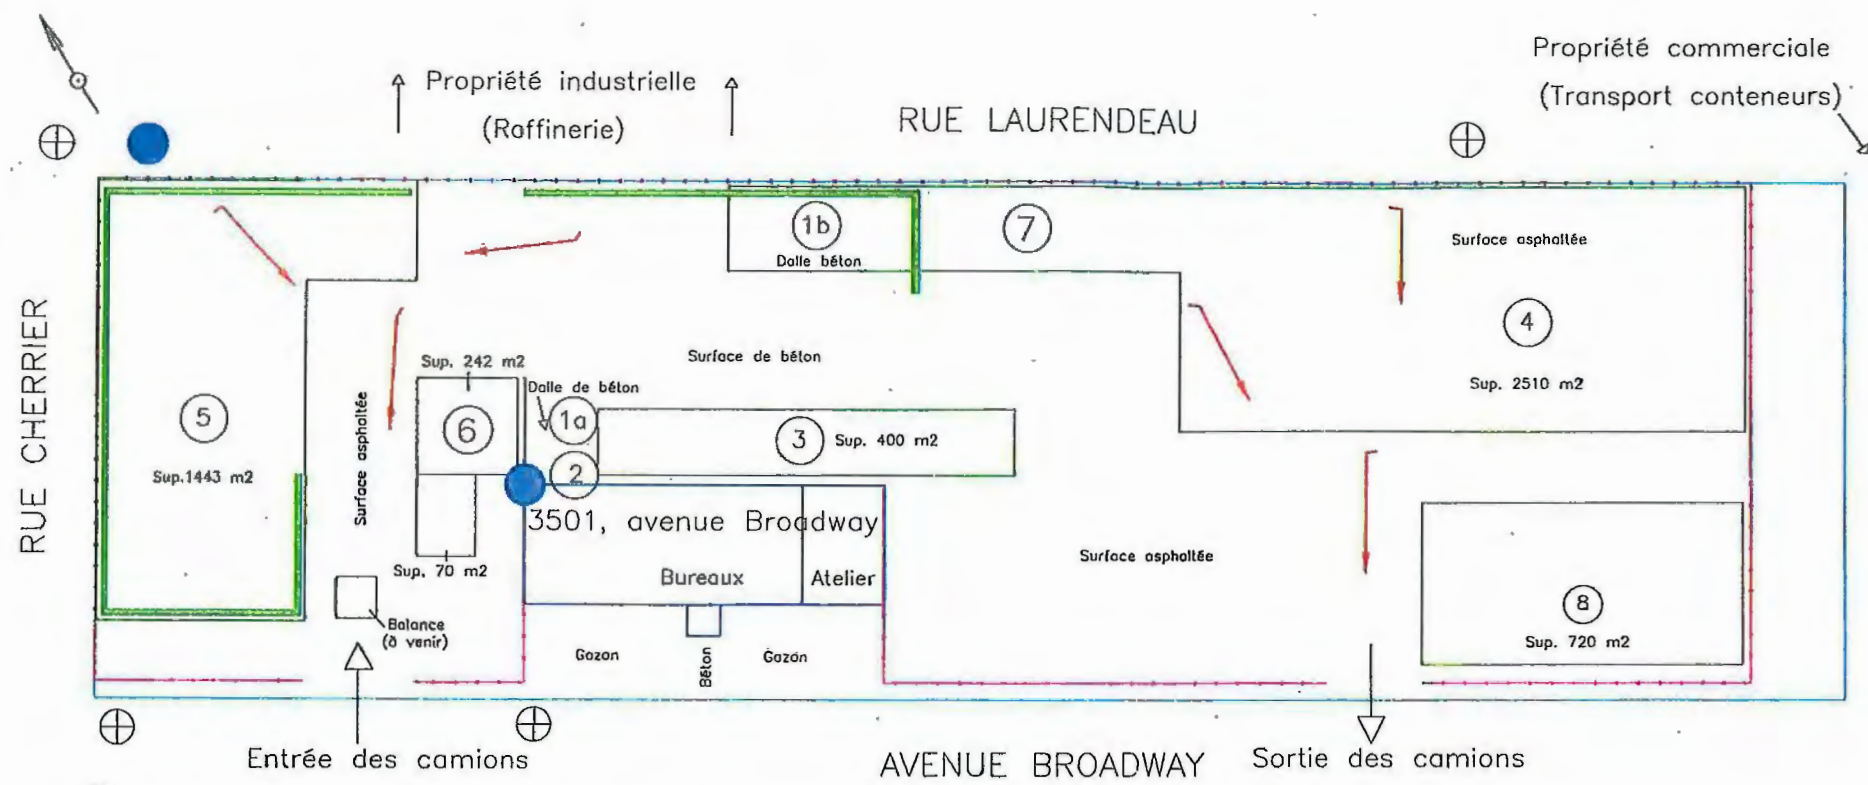 Propriété industrielle
(Raffinerie)
RUE LAURENDEAU
Propriété commerciale
(Transport conteneurs)
RUE CHERRIER
1b
Dalle béton
7
Surface asphaltée
4
Sup. 2510 m2
Surface de béton
Sup. 242 m2
Dalle de béton
5
Sup.1443 m2
Surface asphaltée
6
1a
2
3
Sup. 400 m2
3501, avenue Broadway
Sup. 70 m2
Bureaux
Atelier
Surface asphaltée
8
Sup. 720 m2
Balance
(à venir)
Gazon
Béton
Gazon
Entrée des camions
AVENUE BROADWAY
Sortie des camions